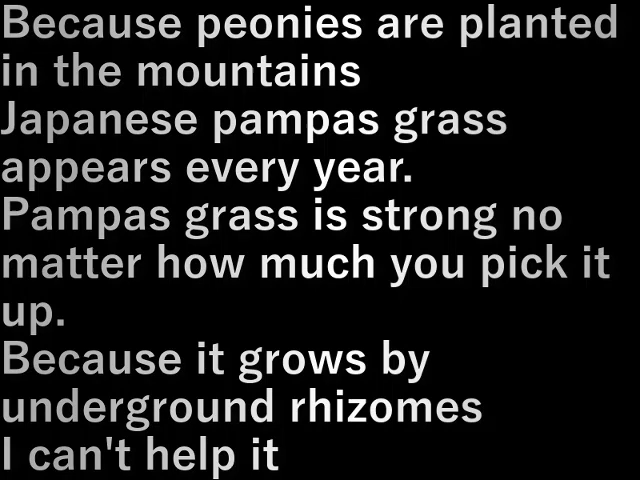 Because peonies are planted
in the mountains
Japanese pampas grass
appears every year.
Pampas grass is strong no
matter how much you pick it
up.
Because it grows by
underground rhizomes
I can't help it